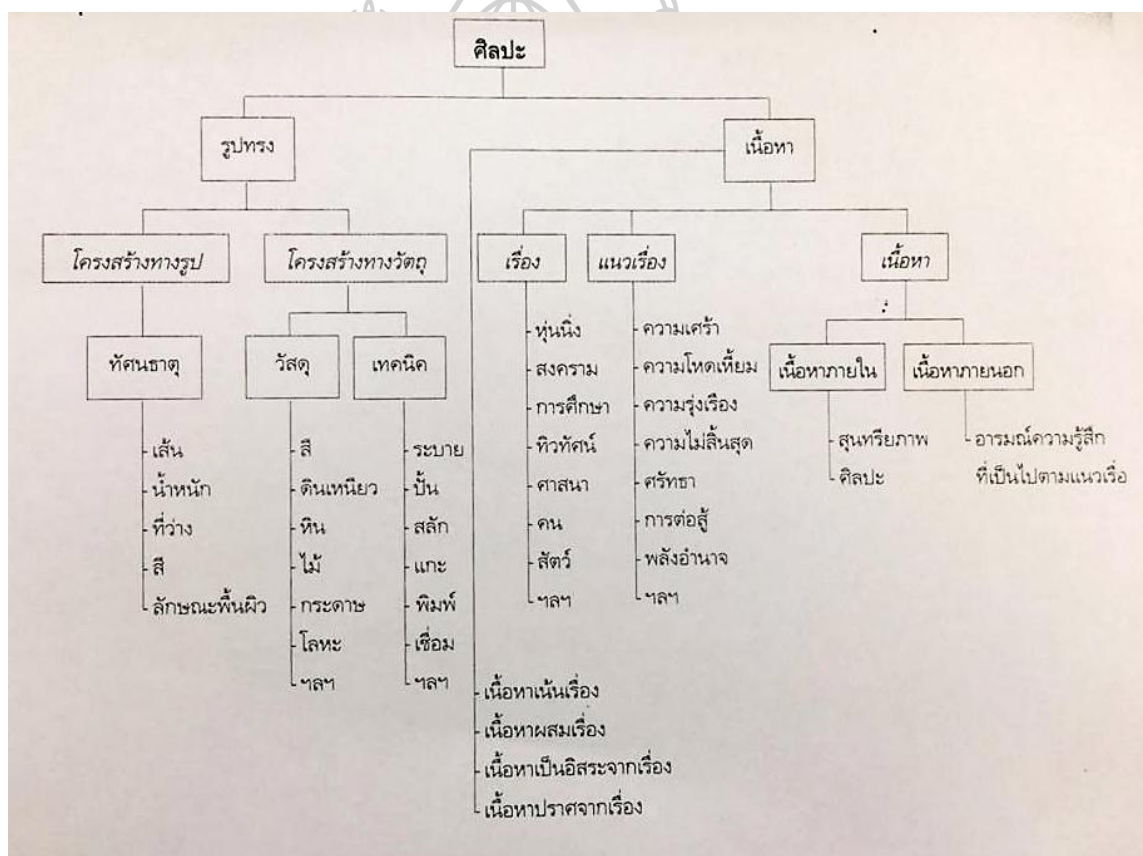 ศิลปะ
รูปทรง
เนื้อหา
โครงสร้างทางรูป
โครงสร้างทางวัตถุ
เรื่อง
แนวเรื่อง
เนื้อหา
ทัศนธาตุ
วัสดุ
เทคนิค
เนื้อหาภายใน
เนื้อหาภายนอก
- เส้น
- น้ำหนัก
- ที่ว่าง
- สี
- ลักษณะพื้นผิว
- สี
- ดินเหนียว
- หิน
- ไม้
- กระดาษ
- โลหะ
- ฯลฯ
- ระบาย
- ปั้น
- สลัก
- แกะ
- พิมพ์
- เชื่อม
- ฯลฯ
- หุ่นนิ่ง
- สงคราม
- การศึกษา
- ทิวทัศน์
- ศาสนา
- คน
- สัตว์
- ฯลฯ
- ความเศร้า
- ความโหดเหี้ยม
- ความรุ่งเรือง
- ความไม่สิ้นสุด
- ศรัทธา
- การต่อสู้
- พลังอำนาจ
- ฯลฯ
- สุนทรียภาพ
- ศิลปะ
- อารมณ์ความรู้สึก
ที่เป็นไปตามแนวเรื่อ
- เนื้อหาเน้นเรื่อง
- เนื้อหาผสมเรื่อง
- เนื้อหาเป็นอิสระจากเรื่อง
- เนื้อหาปราศจากเรื่อง